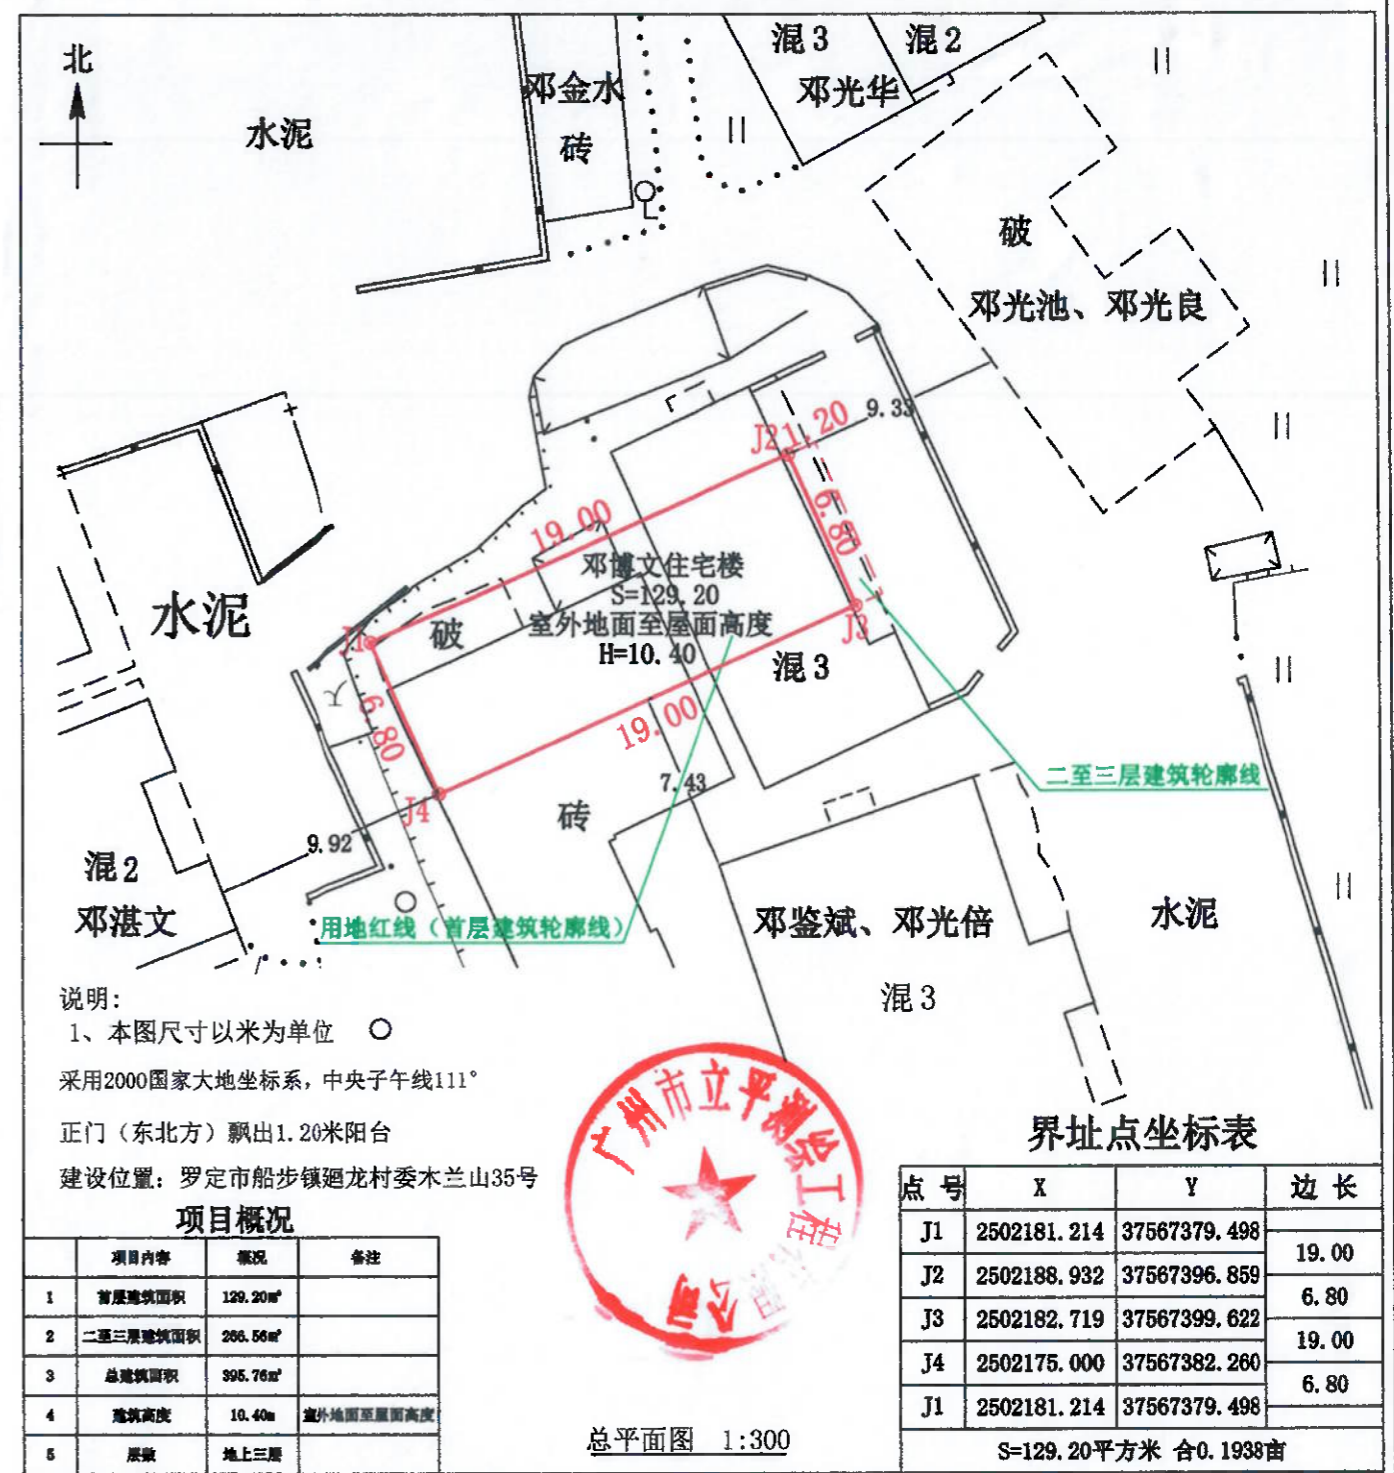 北
水泥
邓金水
砖
混3
混2
邓光华
破
邓光池、邓光良
J2
1.20
9.33
19.00
6.80
邓博文住宅楼
S=129.20
室外地面至屋面高度
H=10.40
水泥
破
J1
J3
混3
6.80
19.00
7.43
J4
砖
9.92
二至三层建筑轮廓线
混2
邓湛文
用地红线（首层建筑轮廓线）
邓鉴斌、邓光倍
混3
水泥
说明：
1、本图尺寸以米为单位
采用2000国家大地坐标系，中央子午线111°
正门（东北方）飘出1.20米阳台
建设位置：罗定市船步镇廻龙村委木兰山35号
项目概况
项目内容 概况 备注
1 首层建筑面积 129.20㎡
2 二至三层建筑面积 266.56㎡
3 总建筑面积 395.76㎡
4 建筑高度 10.40m 室外地面至屋面高度
5 层数 地上三层
广州市立平测绘工程有限公司
总平面图 1:300
界址点坐标表
点号 X Y 边长
J1 2502181.214 37567379.498
19.00
J2 2502188.932 37567396.859
6.80
J3 2502182.719 37567399.622
19.00
J4 2502175.000 37567382.260
6.80
J1 2502181.214 37567379.498
S=129.20平方米 合0.1938亩